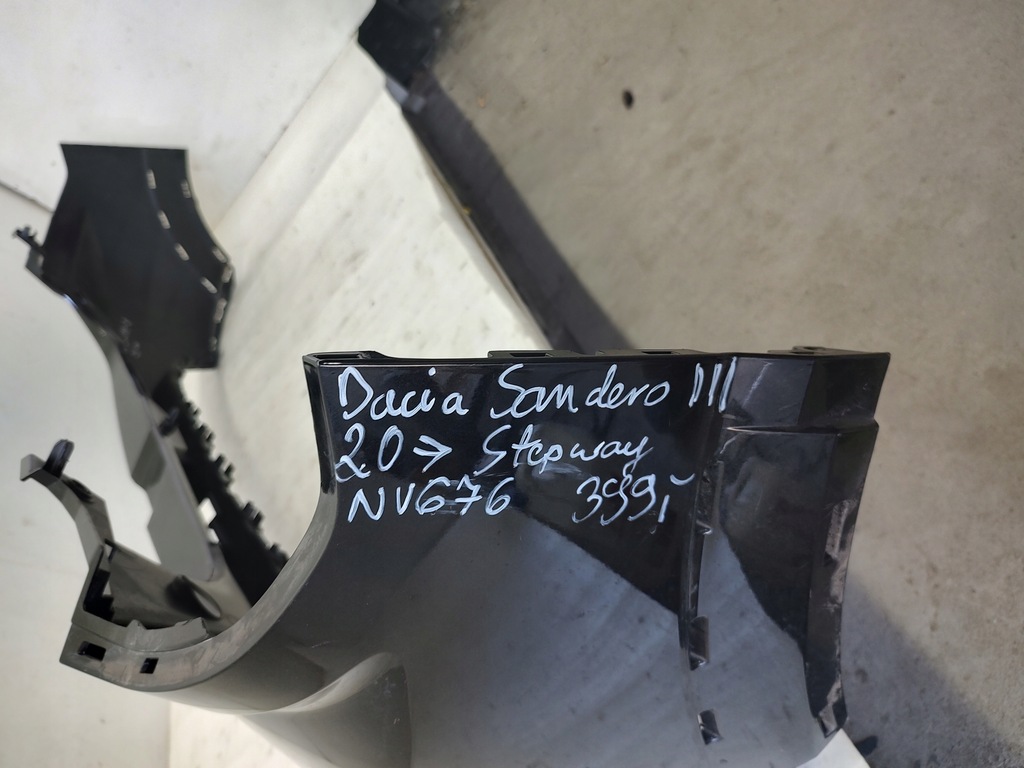 Dacia Sandero III
20> Stepway
NV676 399,-